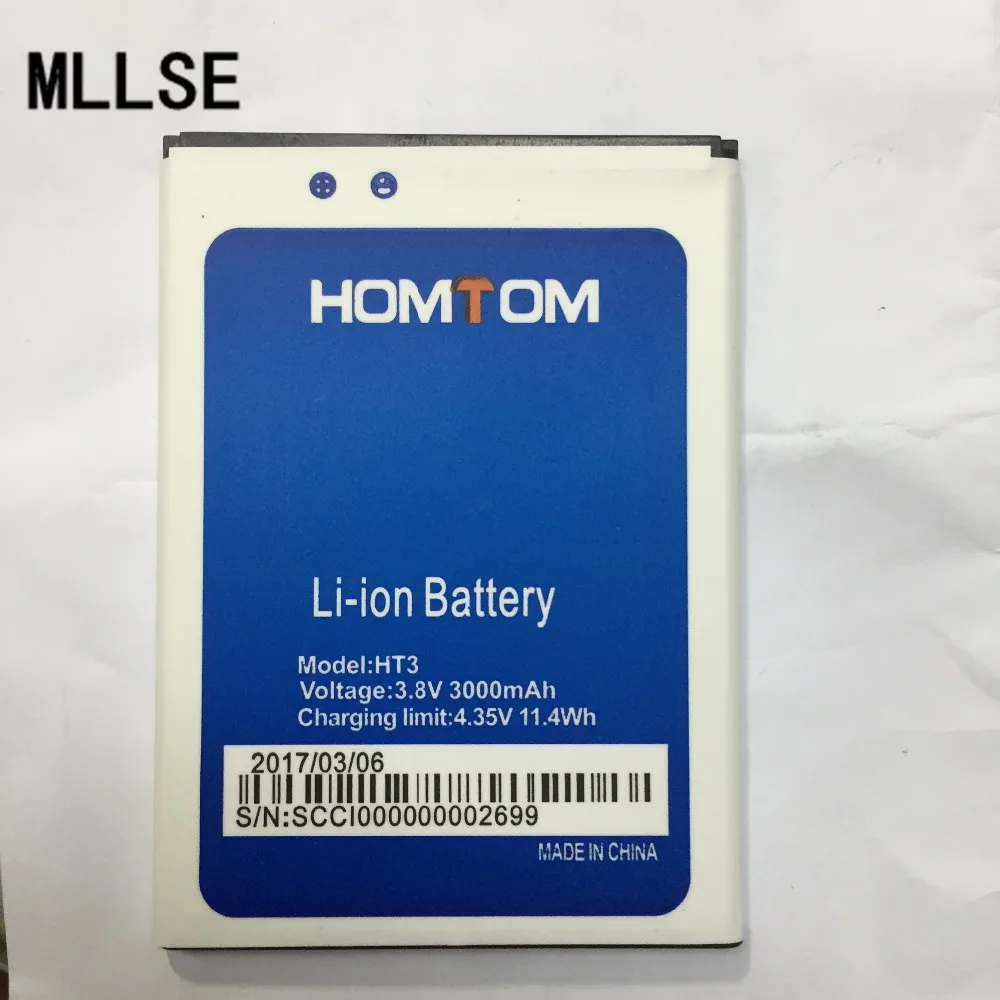 MLLSE
HOMTOM
Li-ion Battery
Model:HT3
Voltage:3.8V 3000mAh
Charging limit:4.35V 11.4Wh
2017/03/06
S/N:SCCI000000002699
MADE IN CHINA